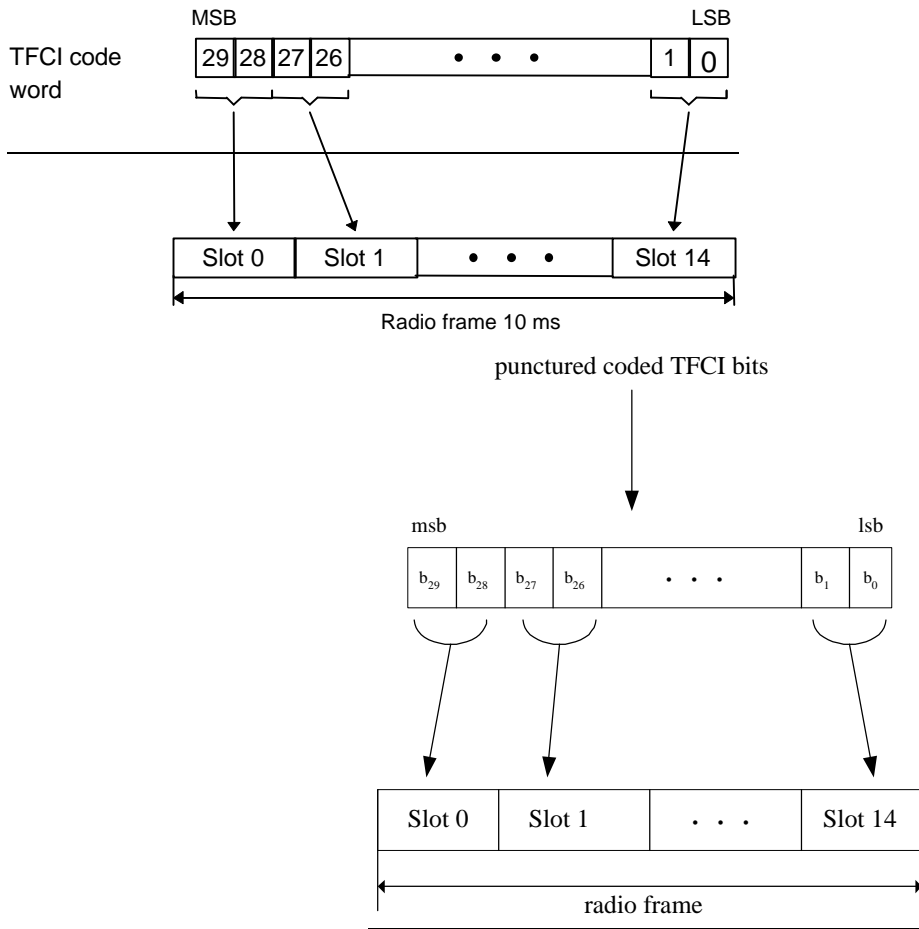 MSB LSB
TFCI code word
29 28 27 26 • • • 1 0
Slot 0 Slot 1 • • • Slot 14
Radio frame 10 ms
punctured coded TFCI bits
msb lsb
b29 b28 b27 b26 . . . b1 b0
Slot 0 Slot 1 . . . Slot 14
radio frame